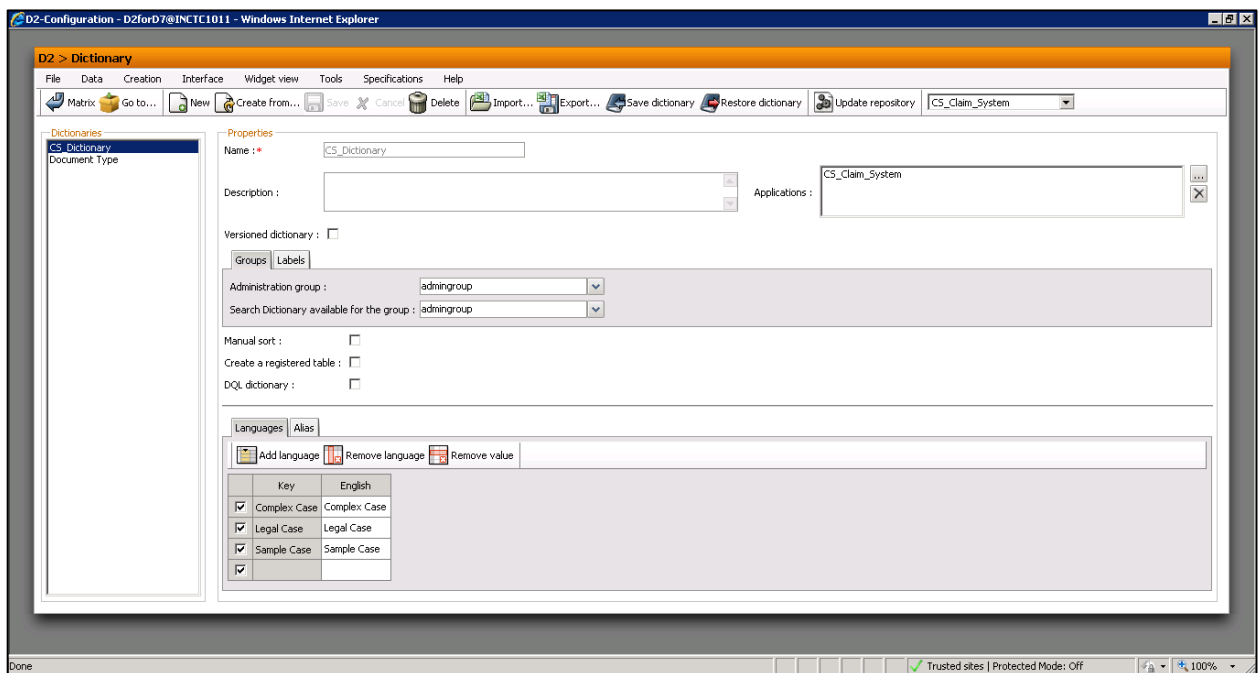 D2-Configuration - D2forD7@INCTC1011 - Windows Internet Explorer
D2 > Dictionary
File Data Creation Interface Widget view Tools Specifications Help
Matrix Go to... New Create from... Save Cancel Delete Import... Export... Save dictionary Restore dictionary Update repository CS_Claim_System
Dictionaries
CS_Dictionary
Document Type
Properties
Name :* CS_Dictionary
Description :
Applications : CS_Claim_System
...
Versioned dictionary :
Groups Labels
Administration group : admingroup
Search Dictionary available for the group : admingroup
Manual sort :
Create a registered table :
DQL dictionary :
Languages Alias
Add language Remove language Remove value
Key English
Complex Case Complex Case
Legal Case Legal Case
Sample Case Sample Case
Done Trusted sites | Protected Mode: Off 100%